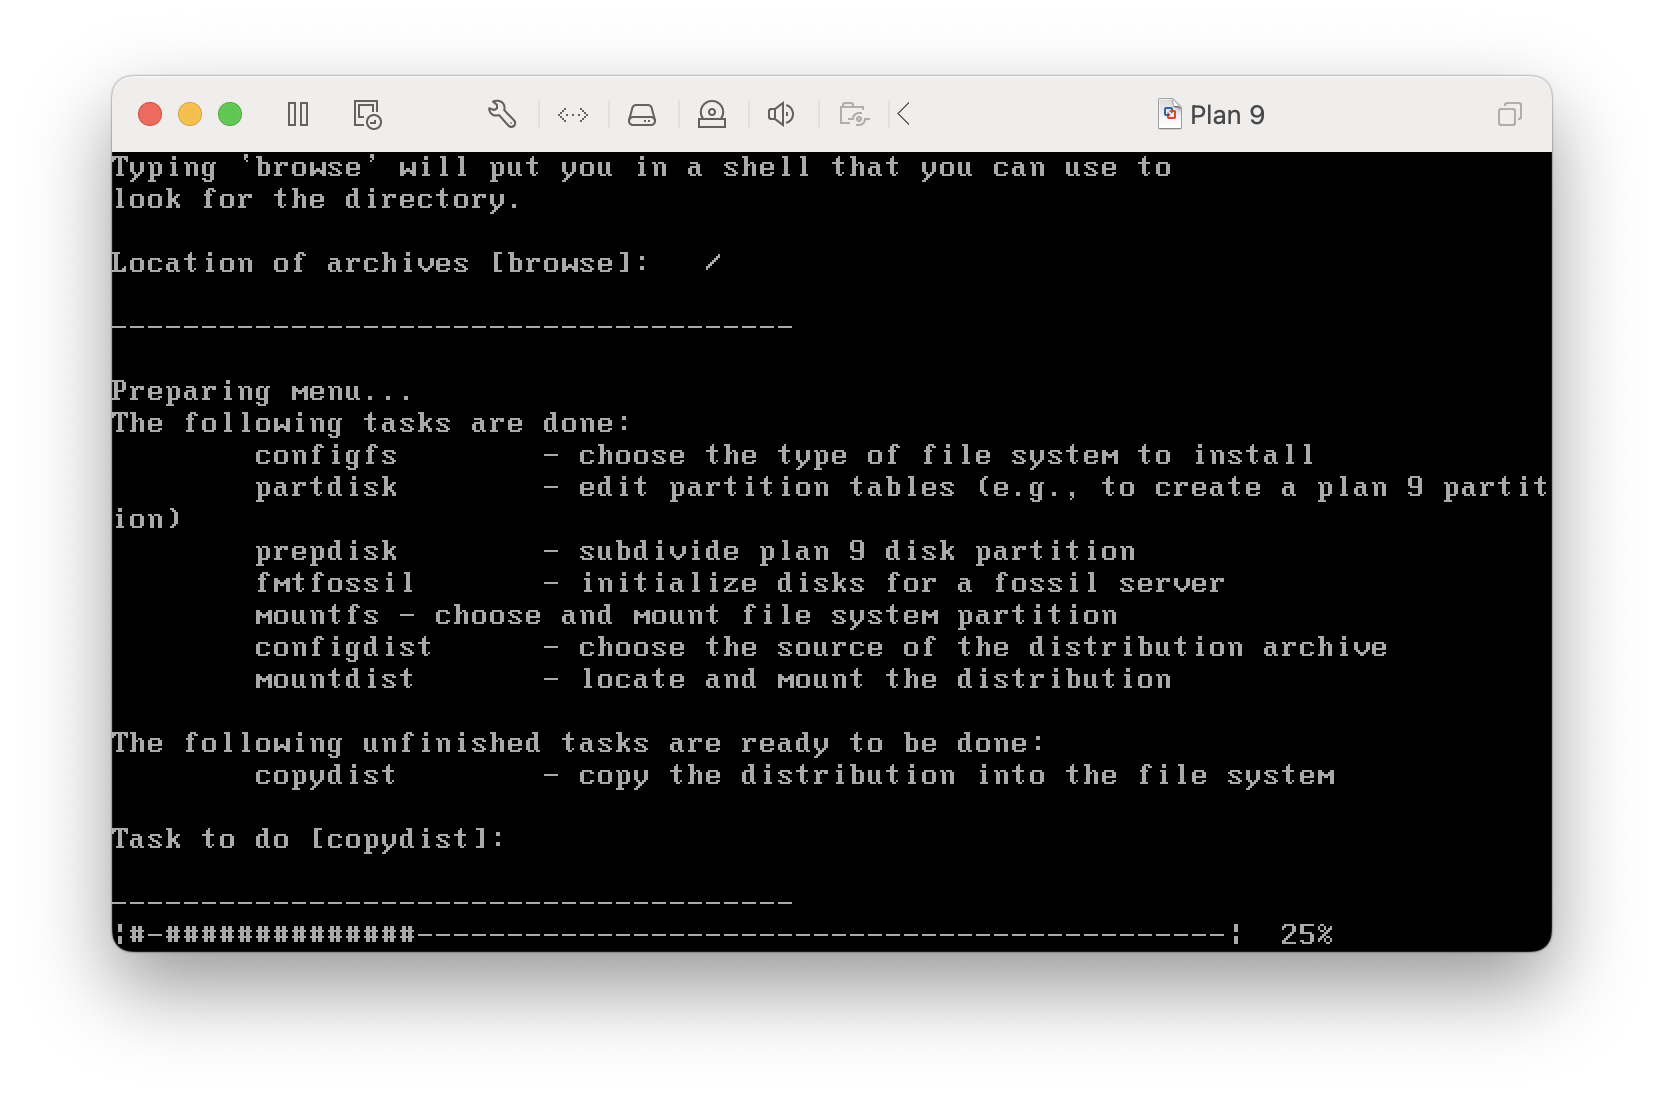 Plan 9
Typing 'browse' will put you in a shell that you can use to
look for the directory.
Location of archives [browse]:   /
--------------------------------------
Preparing menu...
The following tasks are done:
        configfs        - choose the type of file system to install
        partdisk        - edit partition tables (e.g., to create a plan 9 partit
ion)
        prepdisk        - subdivide plan 9 disk partition
        fmtfossil       - initialize disks for a fossil server
        mountfs - choose and mount file system partition
        configdist      - choose the source of the distribution archive
        mountdist       - locate and mount the distribution
The following unfinished tasks are ready to be done:
        copydist        - copy the distribution into the file system
Task to do [copydist]:
--------------------------------------
¦#-##############---------------------------------------------¦  25%